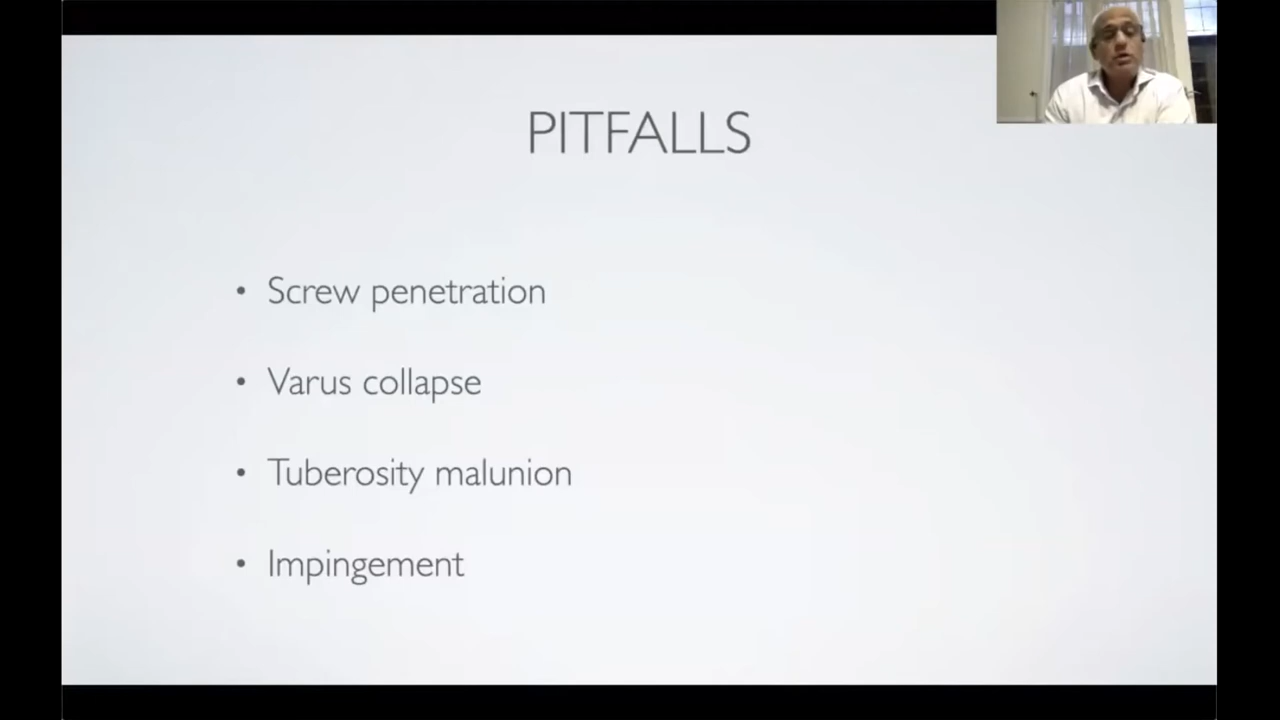 PITFALLS
• Screw penetration
• Varus collapse
• Tuberosity malunion
• Impingement